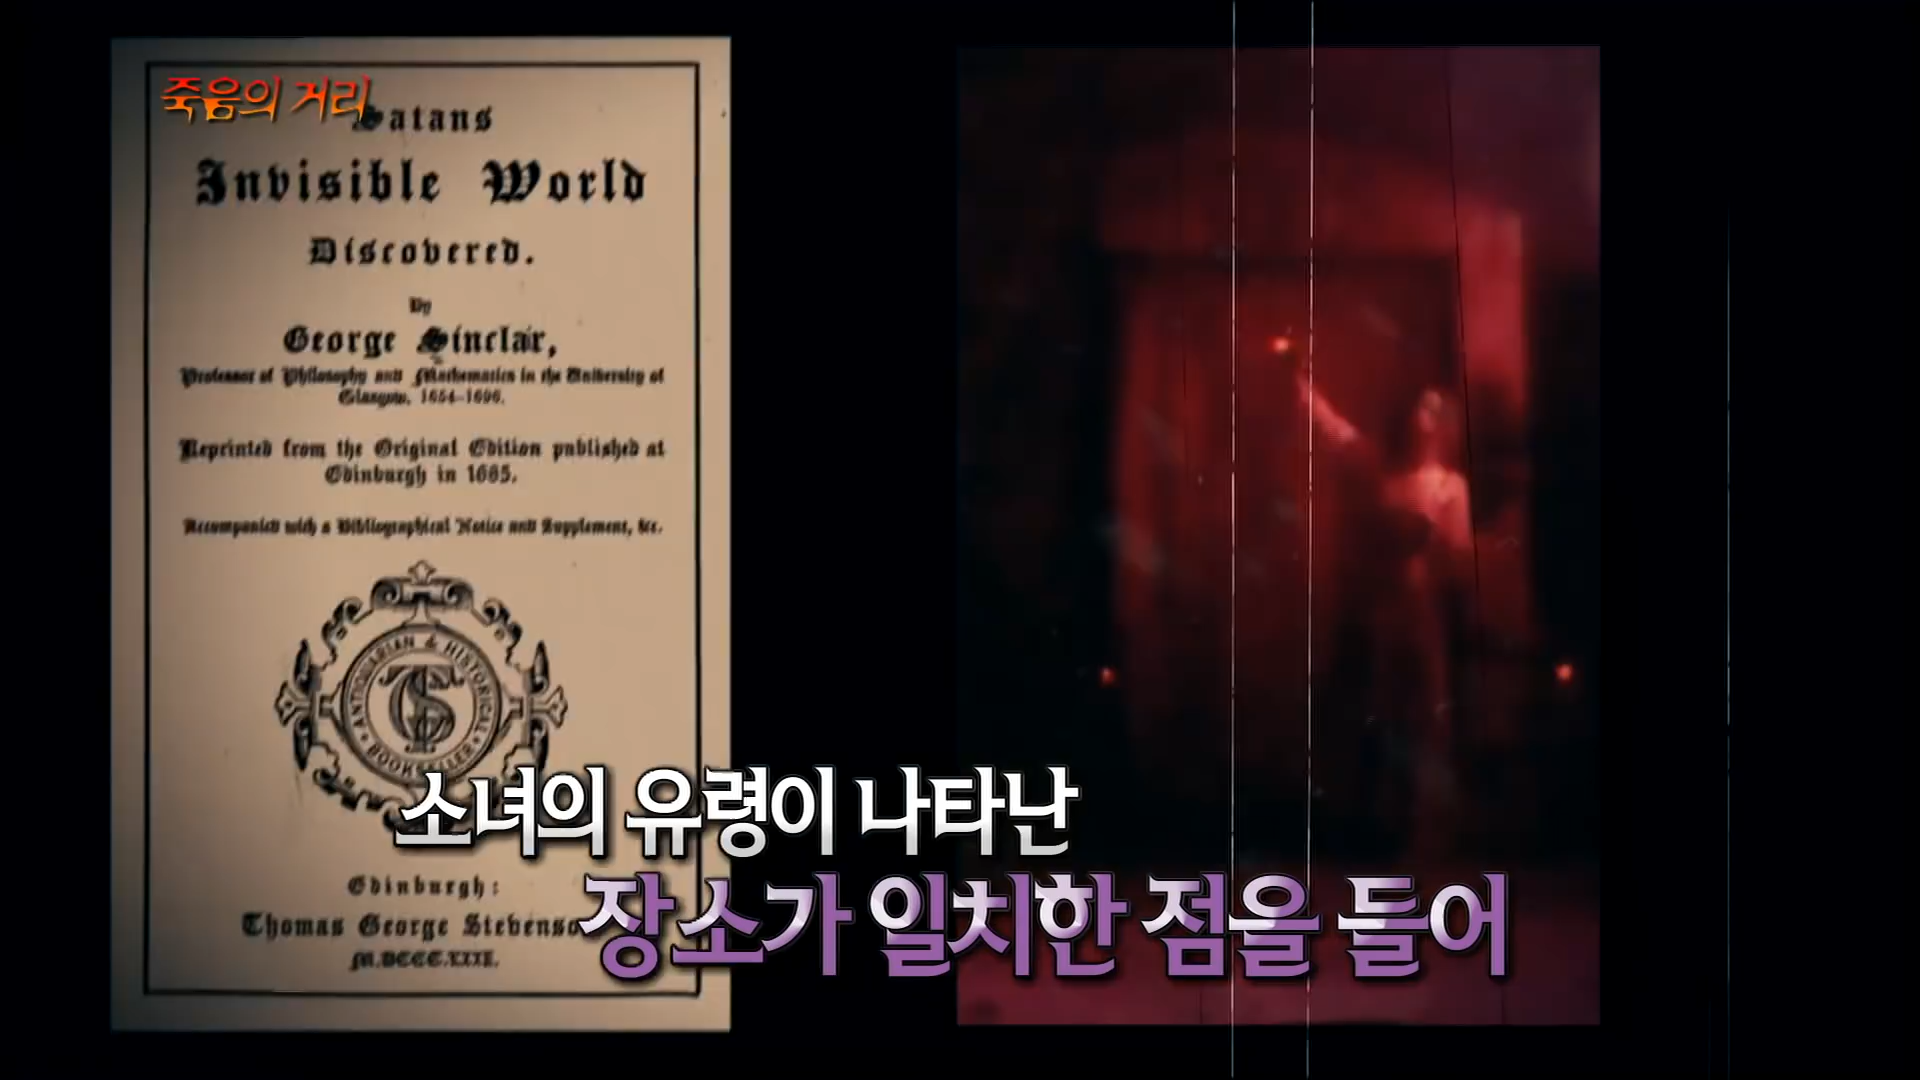 죽음의 거리
Satans
Invisible World
Discovered.
By
George Sinclar,
Professor of Philosophy and Mathematics in the University of
Glasgow, 1654-1696.
Reprinted from the Original Edition published at
Edinburgh in 1685.
Accompanied with a Bibliographical Notice and Supplement, &c.
ANTIQUARIAN & HISTORICAL
BOOKSELLER
TGS
소녀의 유령이 나타난
장소가 일치한 점을 들어
Edinburgh:
Thomas George Stevenso